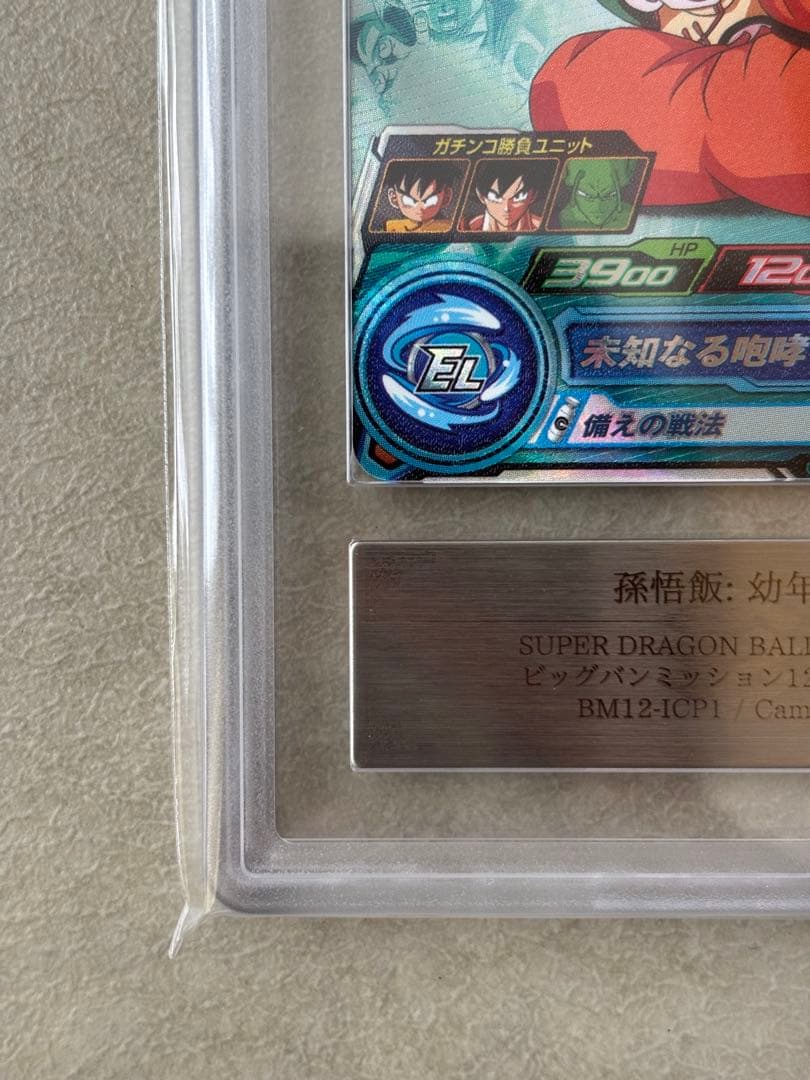 ガチンコ勝負ユニット
HP
3900
120
EL
未知なる咆哮
C
備えの戦法
孫悟飯: 幼年
SUPER DRAGON BALL
ビッグバンミッション12
BM12-ICP1 / Cam